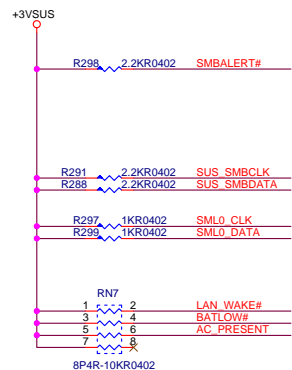 +3VSUS
R298 2.2KR0402 SMBALERT#
R291 2.2KR0402 SUS_SMBCLK
R288 2.2KR0402 SUS_SMBDATA
R297 1KR0402 SML0_CLK
R299 1KR0402 SML0_DATA
RN7
1 2 LAN_WAKE#
3 4 BATLOW#
5 6 AC_PRESENT
7 8
8P4R-10KR0402